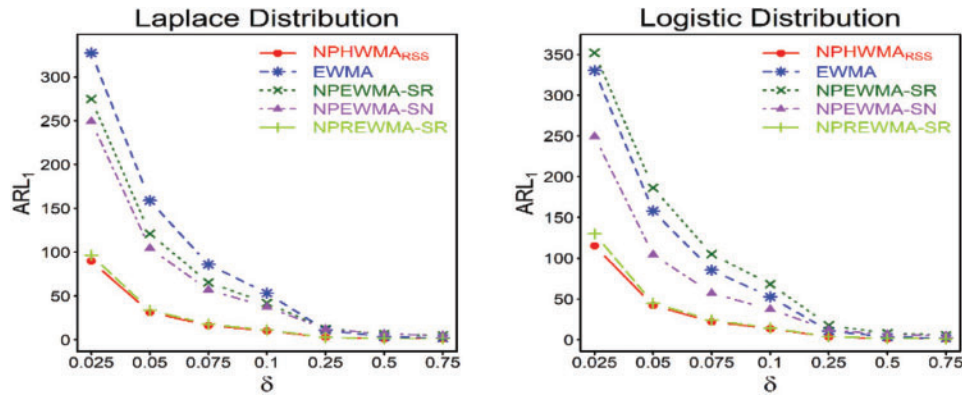 Laplace Distribution
NPHWMA_RSS
EWMA
NPEWMA-SR
NPEWMA-SN
NPREWMA-SR
300
250
200
150
100
50
0
ARL₁
0.025 0.05 0.075 0.1 0.25 0.5 0.75
δ
Logistic Distribution
NPHWMA_RSS
EWMA
NPEWMA-SR
NPEWMA-SN
NPREWMA-SR
350
300
250
200
150
100
50
0
ARL₁
0.025 0.05 0.075 0.1 0.25 0.5 0.75
δ